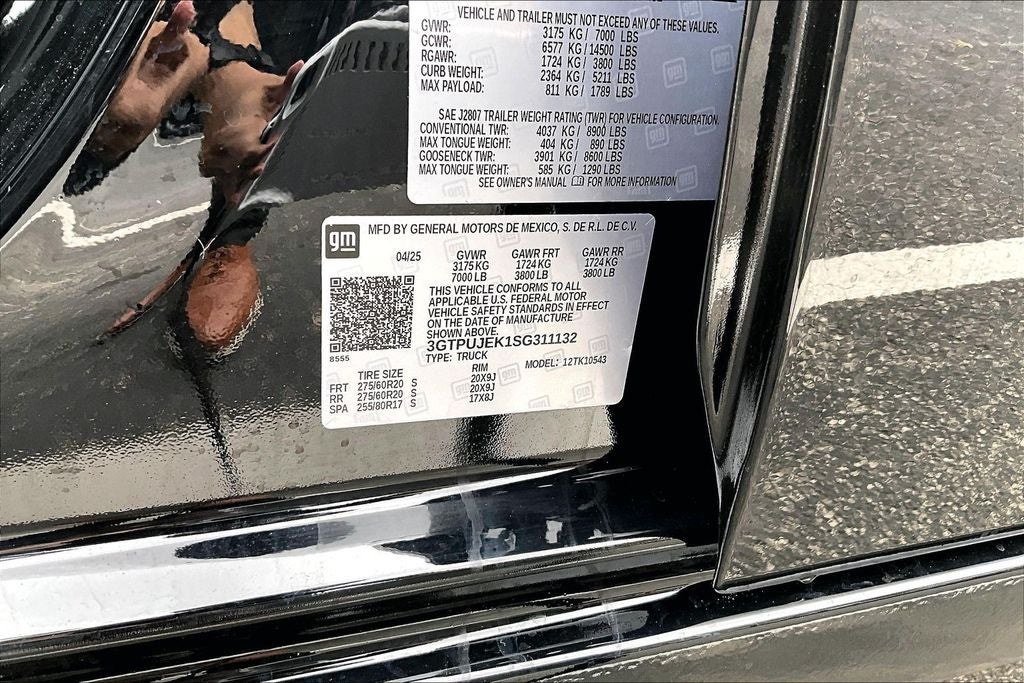 VEHICLE AND TRAILER MUST NOT EXCEED ANY OF THESE VALUES.
GVWR: 3175 KG / 7000 LBS
GCWR: 6577 KG / 14500 LBS
RGAWR: 1724 KG / 3800 LBS
CURB WEIGHT: 2364 KG / 5211 LBS
MAX PAYLOAD: 811 KG / 1789 LBS
SAE J2807 TRAILER WEIGHT RATING (TWR) FOR VEHICLE CONFIGURATION.
CONVENTIONAL TWR: 4037 KG / 8900 LBS
MAX TONGUE WEIGHT: 404 KG / 890 LBS
GOOSENECK TWR: 3901 KG / 8600 LBS
MAX TONGUE WEIGHT: 585 KG / 1290 LBS
SEE OWNER'S MANUAL FOR MORE INFORMATION
gm MFD BY GENERAL MOTORS DE MEXICO, S. DE R.L. DE C.V.
04/25 GVWR GAWR FRT GAWR RR
3175 KG 1724 KG 1724 KG
7000 LB 3800 LB 3800 LB
THIS VEHICLE CONFORMS TO ALL
APPLICABLE U.S. FEDERAL MOTOR
VEHICLE SAFETY STANDARDS IN EFFECT
ON THE DATE OF MANUFACTURE
SHOWN ABOVE.
3GTPUJEK1SG311132
8555 TYPE: TRUCK MODEL: 12TK10543
TIRE SIZE RIM
FRT 275/60R20 S 20X9J
RR 275/60R20 S 20X9J
SPA 255/80R17 S 17X8J